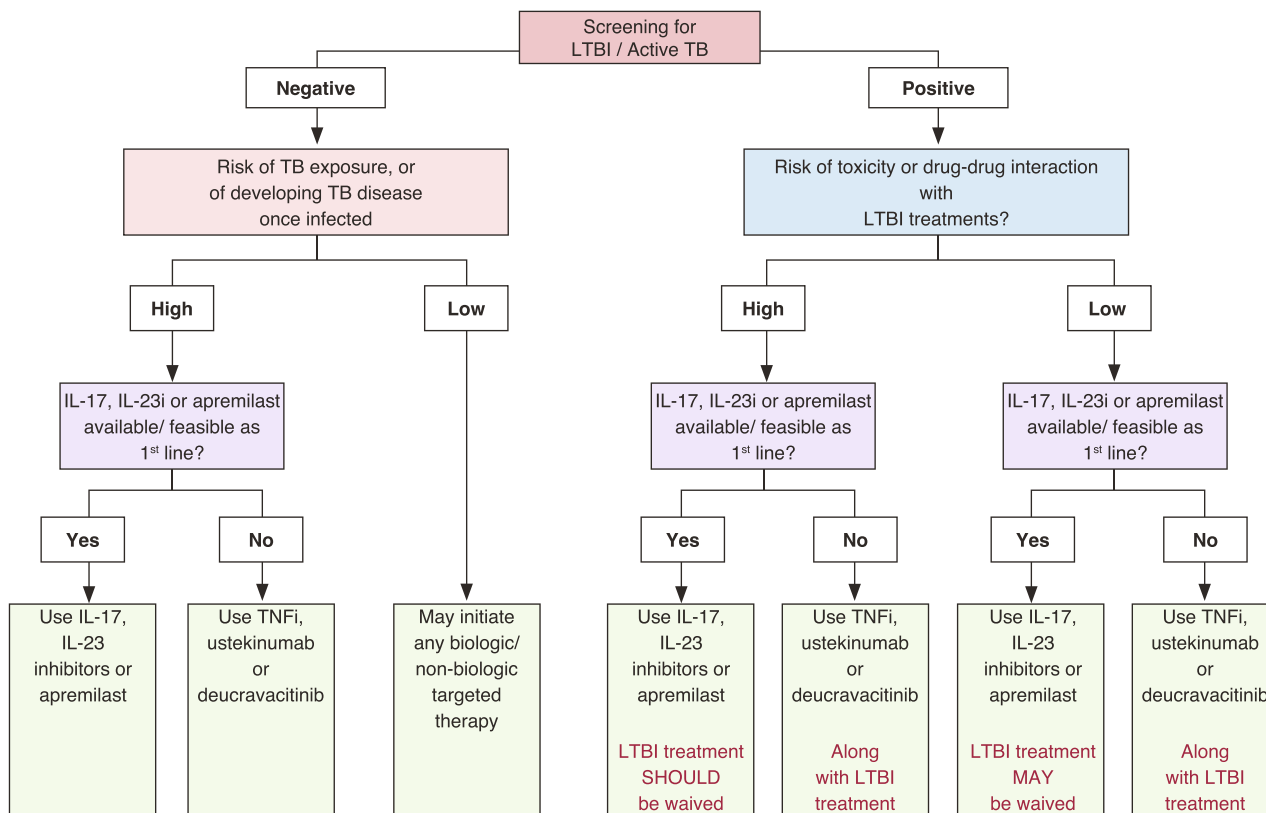 Screening for
LTBI / Active TB
Negative
Positive
Risk of TB exposure, or
of developing TB disease
once infected
Risk of toxicity or drug-drug interaction
with
LTBI treatments?
High
Low
High
Low
IL-17, IL-23i or apremilast
available/ feasible as
1st line?
IL-17, IL-23i or apremilast
available/ feasible as
1st line?
IL-17, IL-23i or apremilast
available/ feasible as
1st line?
Yes
No
Yes
No
Yes
No
Use IL-17,
IL-23
inhibitors or
apremilast
Use TNFi,
ustekinumab
or
deucravacitinib
May initiate
any biologic/
non-biologic
targeted
therapy
Use IL-17,
IL-23
inhibitors or
apremilast
LTBI treatment
SHOULD
be waived
Use TNFi,
ustekinumab
or
deucravacitinib
Along
with LTBI
treatment
Use IL-17,
IL-23
inhibitors or
apremilast
LTBI treatment
MAY
be waived
Use TNFi,
ustekinumab
or
deucravacitinib
Along
with LTBI
treatment